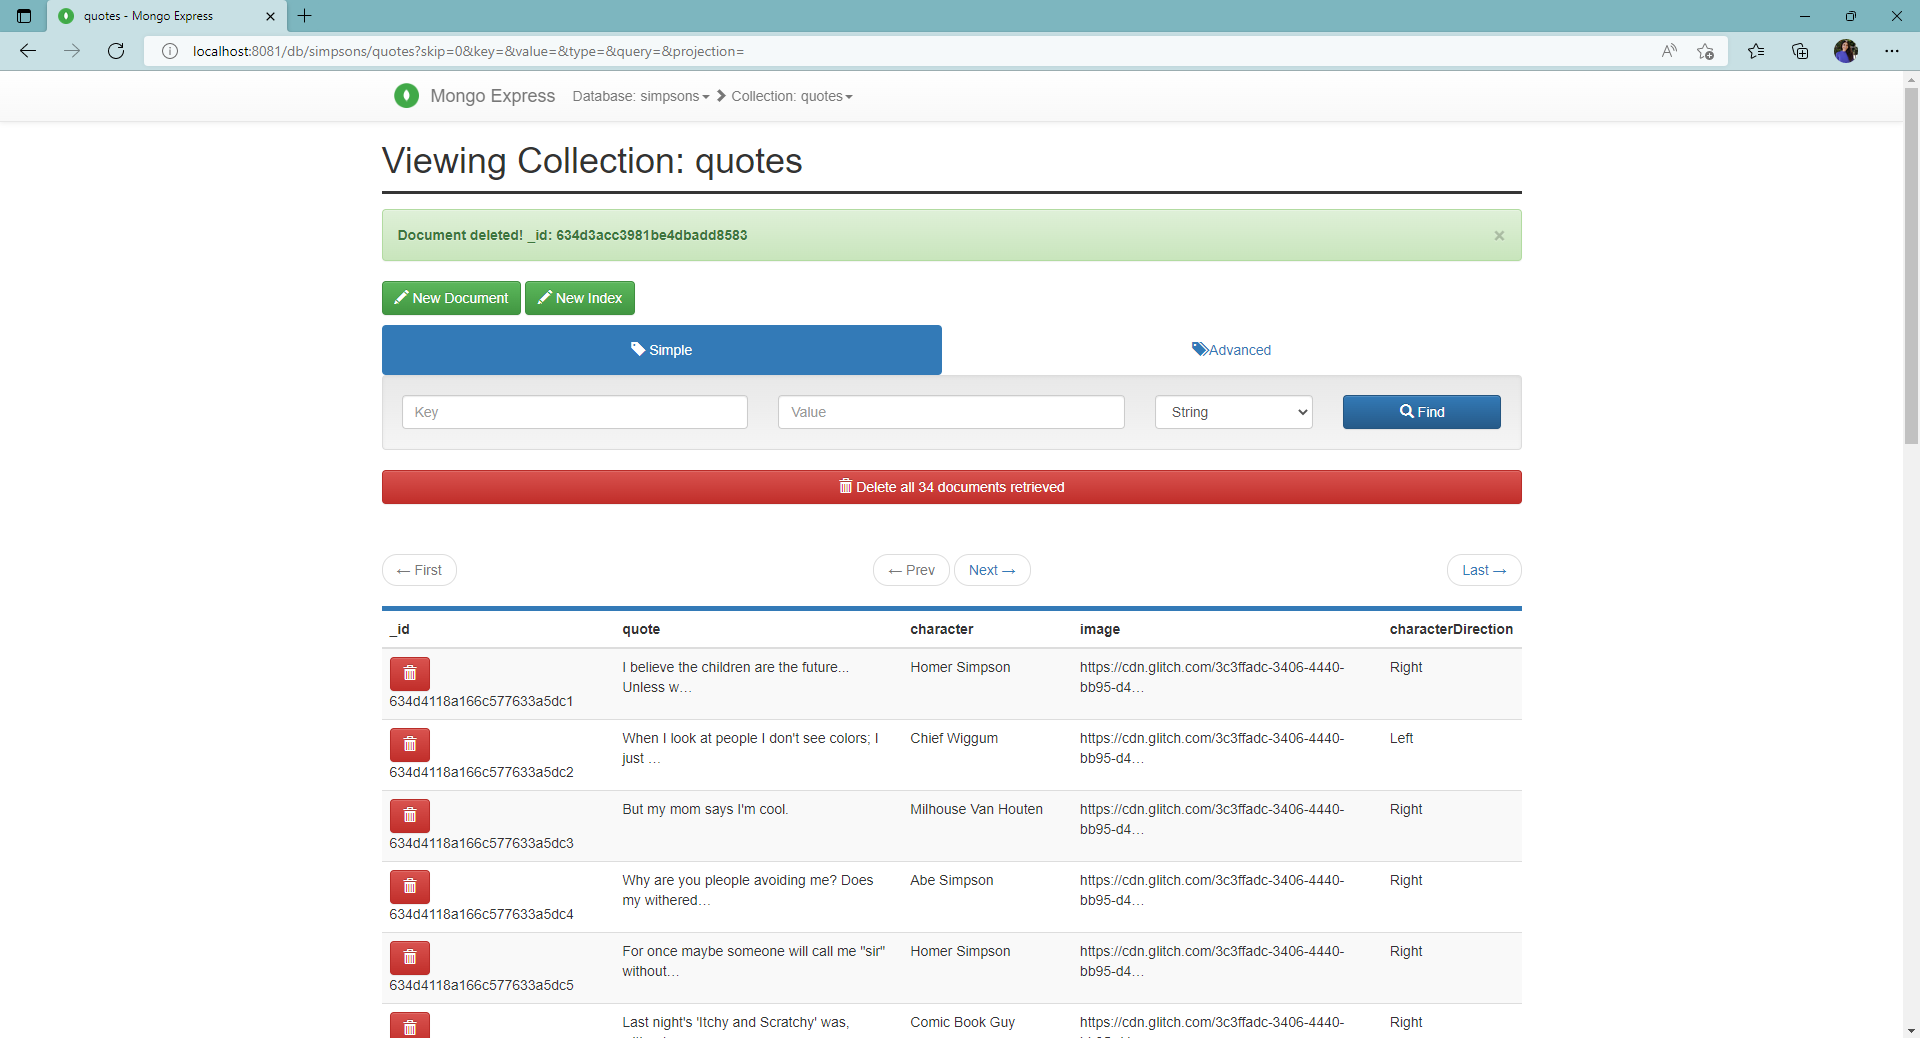 quotes - Mongo Express
localhost:8081/db/simpsons/quotes?skip=0&key=&value=&type=&query=&projection=
Mongo Express Database: simpsons Collection: quotes
Viewing Collection: quotes
Document deleted! _id: 634d3acc3981be4dbadd8583 ×
New Document New Index
Simple Advanced
Key Value String Find
Delete all 34 documents retrieved
← First ← Prev Next → Last →
_id quote character image characterDirection
I believe the children are the future... Homer Simpson https://cdn.glitch.com/3c3ffadc-3406-4440- Right
Unless w… bb95-d4…
634d4118a166c577633a5dc1
When I look at people I don't see colors; I Chief Wiggum https://cdn.glitch.com/3c3ffadc-3406-4440- Left
just … bb95-d4…
634d4118a166c577633a5dc2
But my mom says I'm cool. Milhouse Van Houten https://cdn.glitch.com/3c3ffadc-3406-4440- Right
bb95-d4…
634d4118a166c577633a5dc3
Why are you pleople avoiding me? Does Abe Simpson https://cdn.glitch.com/3c3ffadc-3406-4440- Right
my withered… bb95-d4…
634d4118a166c577633a5dc4
For once maybe someone will call me "sir" Homer Simpson https://cdn.glitch.com/3c3ffadc-3406-4440- Right
without… bb95-d4…
634d4118a166c577633a5dc5
Last night's 'Itchy and Scratchy' was, Comic Book Guy https://cdn.glitch.com/3c3ffadc-3406-4440- Right